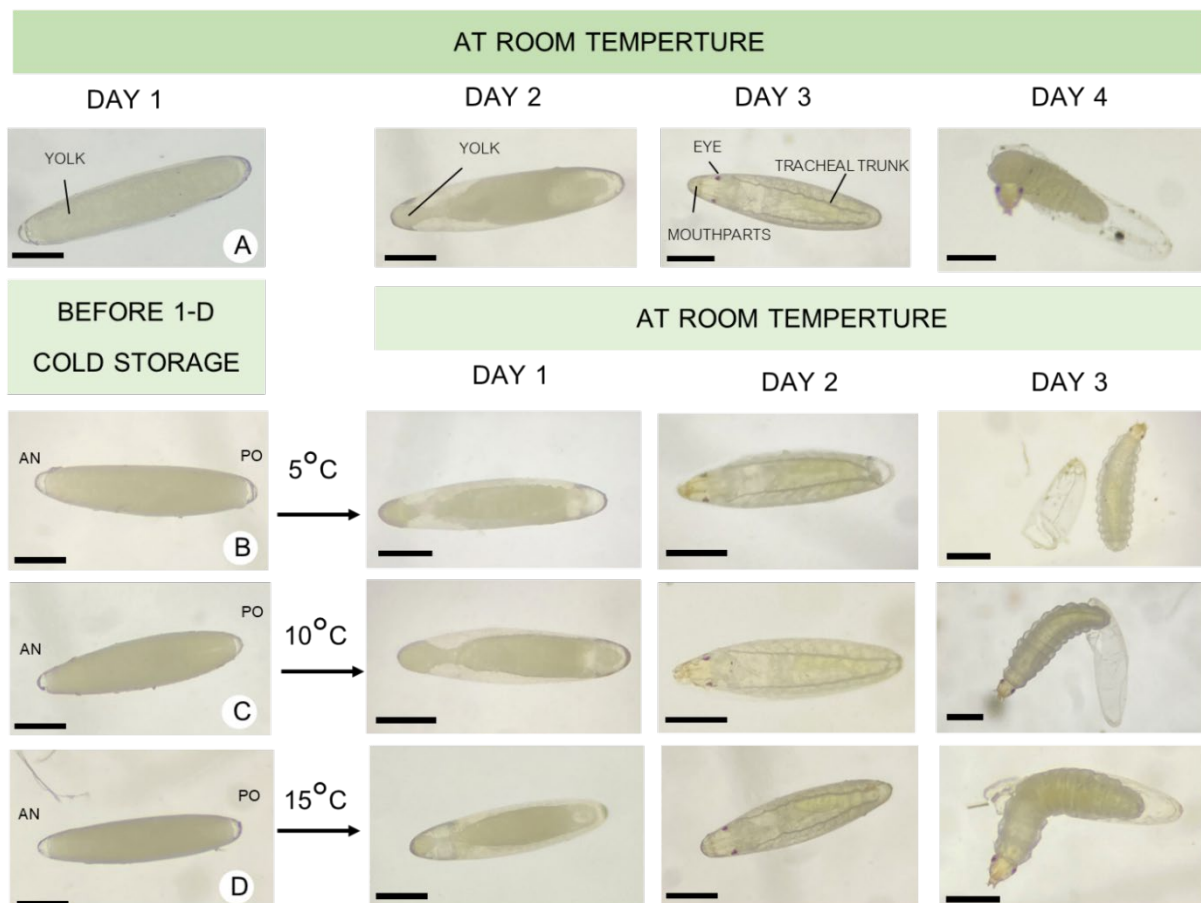 AT ROOM TEMPERTURE
DAY 1
DAY 2
DAY 3
DAY 4
YOLK
A
YOLK
EYE
TRACHEAL TRUNK
MOUTHPARTS
BEFORE 1-D
COLD STORAGE
AT ROOM TEMPERTURE
DAY 1
DAY 2
DAY 3
AN
PO
B
5°C
AN
PO
C
10°C
AN
PO
D
15°C